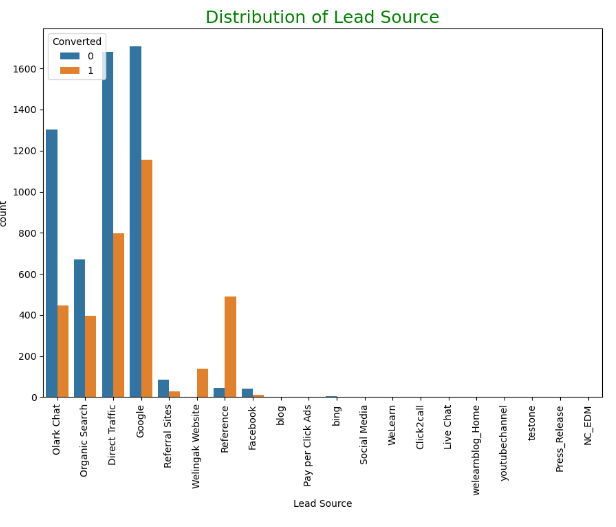 Distribution of Lead Source
Converted
0
1
1600
1400
1200
1000
800
600
400
200
0
count
Olark Chat
Organic Search
Direct Traffic
Google
Referral Sites
Welingak Website
Reference
Facebook
blog
Pay per Click Ads
bing
Social Media
WeLearn
Click2call
Live Chat
welearnblog_Home
youtubechannel
testone
Press_Release
NC_EDM
Lead Source